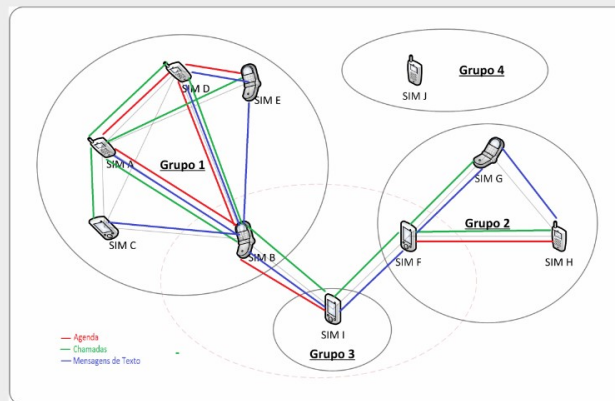 SIM D
SIM E
SIM J
Grupo 4
SIM A
Grupo 1
SIM C
SIM B
SIM G
Grupo 2
SIM F
SIM H
SIM I
Grupo 3
Agenda
Chamadas
Mensagens de Texto